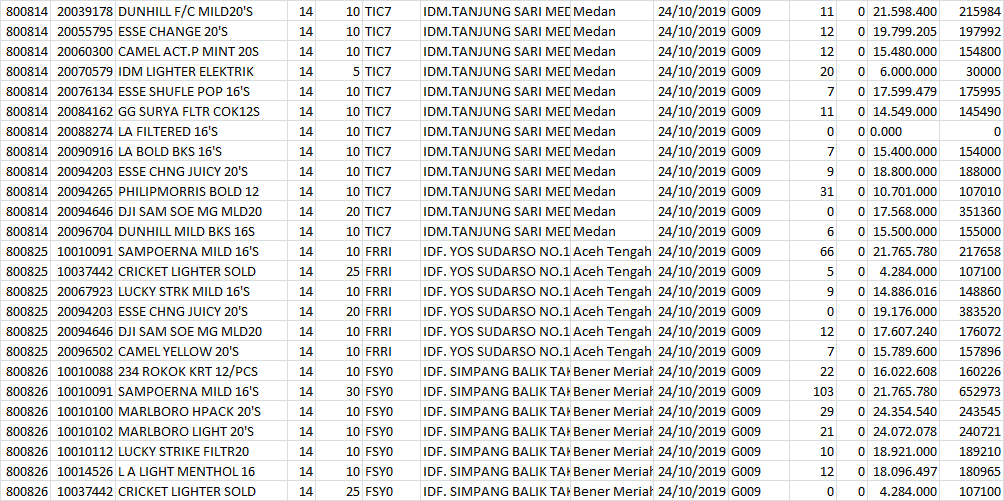 800814 20039178 DUNHILL F/C MILD20'S 14 10 TIC7 IDM.TANJUNG SARI MED Medan 24/10/2019 G009 11 0 21.598.400 215984
800814 20055795 ESSE CHANGE 20'S 14 10 TIC7 IDM.TANJUNG SARI MED Medan 24/10/2019 G009 12 0 19.799.205 197992
800814 20060300 CAMEL ACT.P MINT 20S 14 10 TIC7 IDM.TANJUNG SARI MED Medan 24/10/2019 G009 12 0 15.480.000 154800
800814 20070579 IDM LIGHTER ELEKTRIK 14 5 TIC7 IDM.TANJUNG SARI MED Medan 24/10/2019 G009 20 0 6.000.000 30000
800814 20076134 ESSE SHUFLE POP 16'S 14 10 TIC7 IDM.TANJUNG SARI MED Medan 24/10/2019 G009 7 0 17.599.479 175995
800814 20084162 GG SURYA FLTR COK12S 14 10 TIC7 IDM.TANJUNG SARI MED Medan 24/10/2019 G009 11 0 14.549.000 145490
800814 20088274 LA FILTERED 16'S 14 10 TIC7 IDM.TANJUNG SARI MED Medan 24/10/2019 G009 0 0 0.000 0
800814 20090916 LA BOLD BKS 16'S 14 10 TIC7 IDM.TANJUNG SARI MED Medan 24/10/2019 G009 7 0 15.400.000 154000
800814 20094203 ESSE CHNG JUICY 20'S 14 10 TIC7 IDM.TANJUNG SARI MED Medan 24/10/2019 G009 9 0 18.800.000 188000
800814 20094265 PHILIPMORRIS BOLD 12 14 10 TIC7 IDM.TANJUNG SARI MED Medan 24/10/2019 G009 31 0 10.701.000 107010
800814 20094646 DJI SAM SOE MG MLD20 14 20 TIC7 IDM.TANJUNG SARI MED Medan 24/10/2019 G009 0 0 17.568.000 351360
800814 20096704 DUNHILL MILD BKS 16S 14 10 TIC7 IDM.TANJUNG SARI MED Medan 24/10/2019 G009 6 0 15.500.000 155000
800825 10010091 SAMPOERNA MILD 16'S 14 10 FRRI IDF. YOS SUDARSO NO.1 Aceh Tengah 24/10/2019 G009 66 0 21.765.780 217658
800825 10037442 CRICKET LIGHTER SOLD 14 25 FRRI IDF. YOS SUDARSO NO.1 Aceh Tengah 24/10/2019 G009 5 0 4.284.000 107100
800825 20067923 LUCKY STRK MILD 16'S 14 10 FRRI IDF. YOS SUDARSO NO.1 Aceh Tengah 24/10/2019 G009 9 0 14.886.016 148860
800825 20094203 ESSE CHNG JUICY 20'S 14 20 FRRI IDF. YOS SUDARSO NO.1 Aceh Tengah 24/10/2019 G009 0 0 19.176.000 383520
800825 20094646 DJI SAM SOE MG MLD20 14 10 FRRI IDF. YOS SUDARSO NO.1 Aceh Tengah 24/10/2019 G009 12 0 17.607.240 176072
800825 20096502 CAMEL YELLOW 20'S 14 10 FRRI IDF. YOS SUDARSO NO.1 Aceh Tengah 24/10/2019 G009 7 0 15.789.600 157896
800826 10010088 234 ROKOK KRT 12/PCS 14 10 FSY0 IDF. SIMPANG BALIK TAK Bener Meriah 24/10/2019 G009 22 0 16.022.608 160226
800826 10010091 SAMPOERNA MILD 16'S 14 30 FSY0 IDF. SIMPANG BALIK TAK Bener Meriah 24/10/2019 G009 103 0 21.765.780 652973
800826 10010100 MARLBORO HPACK 20'S 14 10 FSY0 IDF. SIMPANG BALIK TAK Bener Meriah 24/10/2019 G009 29 0 24.354.540 243545
800826 10010102 MARLBORO LIGHT 20'S 14 10 FSY0 IDF. SIMPANG BALIK TAK Bener Meriah 24/10/2019 G009 21 0 24.072.078 240721
800826 10010112 LUCKY STRIKE FILTR20 14 10 FSY0 IDF. SIMPANG BALIK TAK Bener Meriah 24/10/2019 G009 10 0 18.921.000 189210
800826 10014526 L A LIGHT MENTHOL 16 14 10 FSY0 IDF. SIMPANG BALIK TAK Bener Meriah 24/10/2019 G009 12 0 18.096.497 180965
800826 10037442 CRICKET LIGHTER SOLD 14 25 FSY0 IDF. SIMPANG BALIK TAK Bener Meriah 24/10/2019 G009 0 0 4.284.000 107100